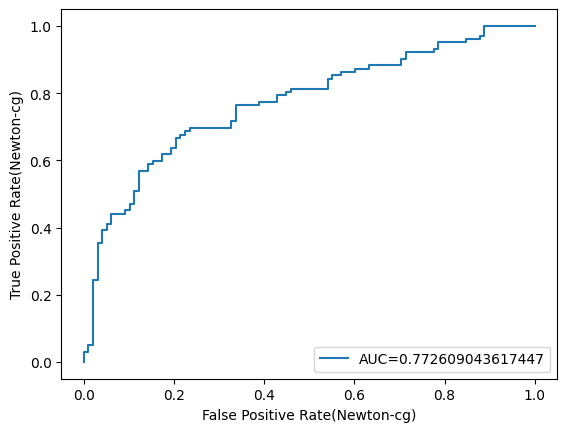 1.0
0.8
0.6
0.4
0.2
0.0
True Positive Rate(Newton-cg)
AUC=0.772609043617447
0.0 0.2 0.4 0.6 0.8 1.0
False Positive Rate(Newton-cg)